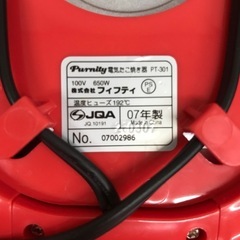 Purnity 電気たこ焼き器 PT-301
100V 650W
株式会社 フィフティ
温度ヒューズ192℃
JQA
JQ.10191
07年製
No. 07002986